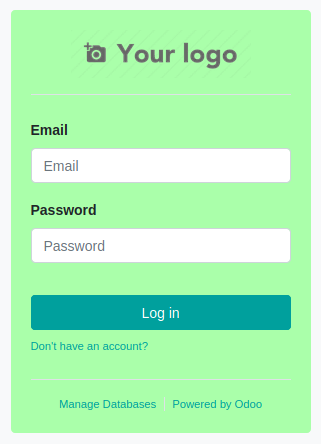 Your logo
Email
Email
Password
Password
Log in
Don't have an account?
Manage Databases | Powered by Odoo